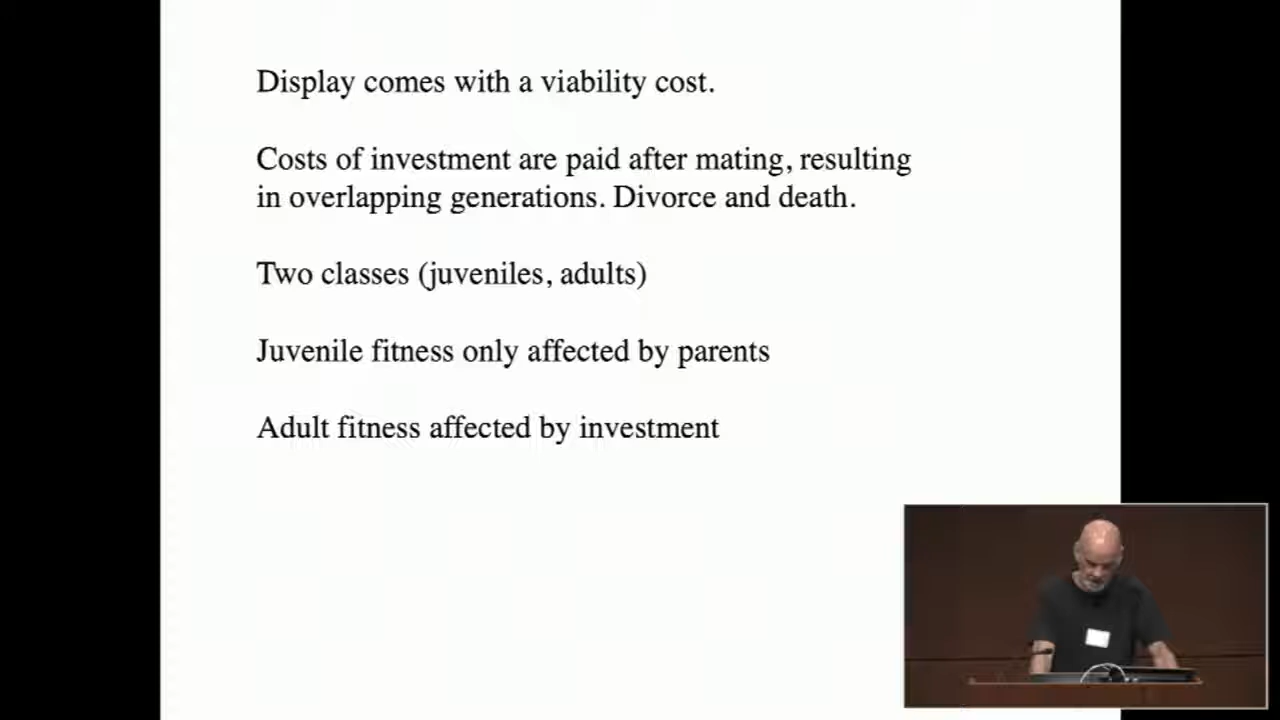 Display comes with a viability cost.
Costs of investment are paid after mating, resulting
in overlapping generations. Divorce and death.
Two classes (juveniles, adults)
Juvenile fitness only affected by parents
Adult fitness affected by investment